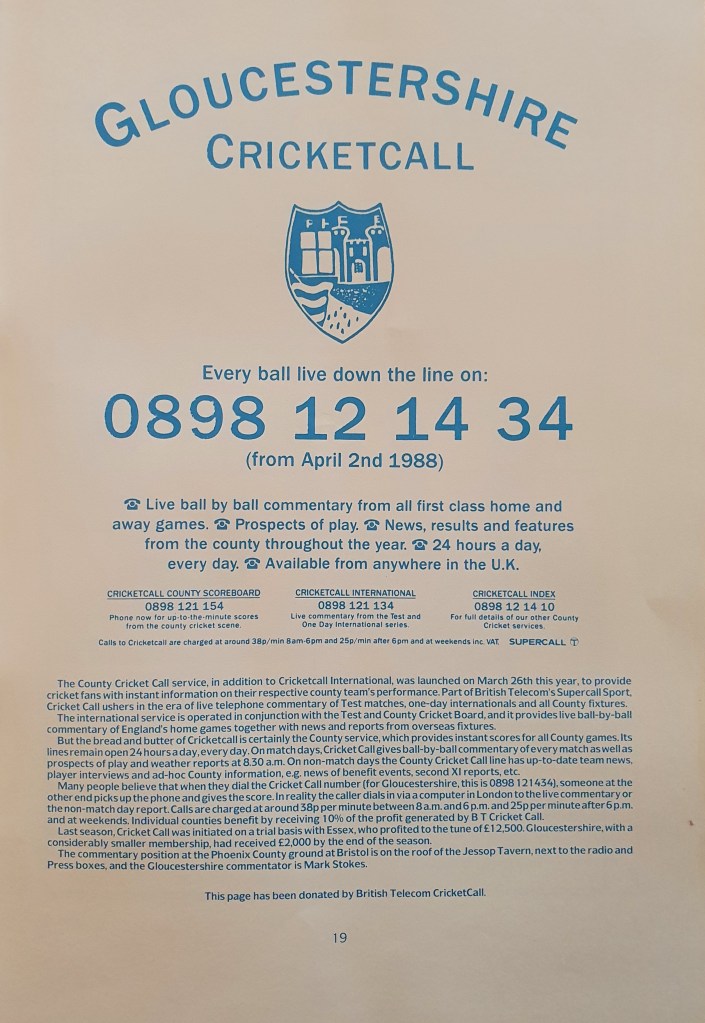 GLOUCESTERSHIRE
CRICKETCALL
Every ball live down the line on:
0898 12 14 34
(from April 2nd 1988)
☎ Live ball by ball commentary from all first class home and
away games. ☎ Prospects of play. ☎ News, results and features
from the county throughout the year. ☎ 24 hours a day,
every day. ☎ Available from anywhere in the U.K.
CRICKETCALL COUNTY SCOREBOARD
0898 121 154
Phone now for up-to-the-minute scores
from the county cricket scene.
CRICKETCALL INTERNATIONAL
0898 121 134
Live commentary from the Test and
One Day International series.
CRICKETCALL INDEX
0898 12 14 10
For full details of our other County
Cricket services.
Calls to Cricketcall are charged at around 38p/min 8am-6pm and 25p/min after 6pm and at weekends inc. VAT. SUPERCALL
The County Cricket Call service, in addition to Cricketcall International, was launched on March 26th this year, to provide
cricket fans with instant information on their respective county team's performance. Part of British Telecom's Supercall Sport,
Cricket Call ushers in the era of live telephone commentary of Test matches, one-day internationals and all County fixtures.
The international service is operated in conjunction with the Test and County Cricket Board, and it provides live ball-by-ball
commentary of England's home games together with news and reports from overseas fixtures.
But the bread and butter of Cricketcall is certainly the County service, which provides instant scores for all County games. Its
lines remain open 24 hours a day, every day. On match days, Cricket Call gives ball-by-ball commentary of every match as well as
prospects of play and weather reports at 8.30 a.m. On non-match days the County Cricket Call line has up-to-date team news,
player interviews and ad-hoc County information, e.g. news of benefit events, second XI reports, etc.
Many people believe that when they dial the Cricket Call number (for Gloucestershire, this is 0898 121434), someone at the
other end picks up the phone and gives the score. In reality the caller dials in via a computer in London to the live commentary or
the non-match day report. Calls are charged at around 38p per minute between 8 a.m. and 6 p.m. and 25p per minute after 6 p.m.
and at weekends. Individual counties benefit by receiving 10% of the profit generated by B T Cricket Call.
Last season, Cricket Call was initiated on a trial basis with Essex, who profited to the tune of £12,500. Gloucestershire, with a
considerably smaller membership, had received £2,000 by the end of the season.
The commentary position at the Phoenix County ground at Bristol is on the roof of the Jessop Tavern, next to the radio and
Press boxes, and the Gloucestershire commentator is Mark Stokes.
This page has been donated by British Telecom CricketCall.
19